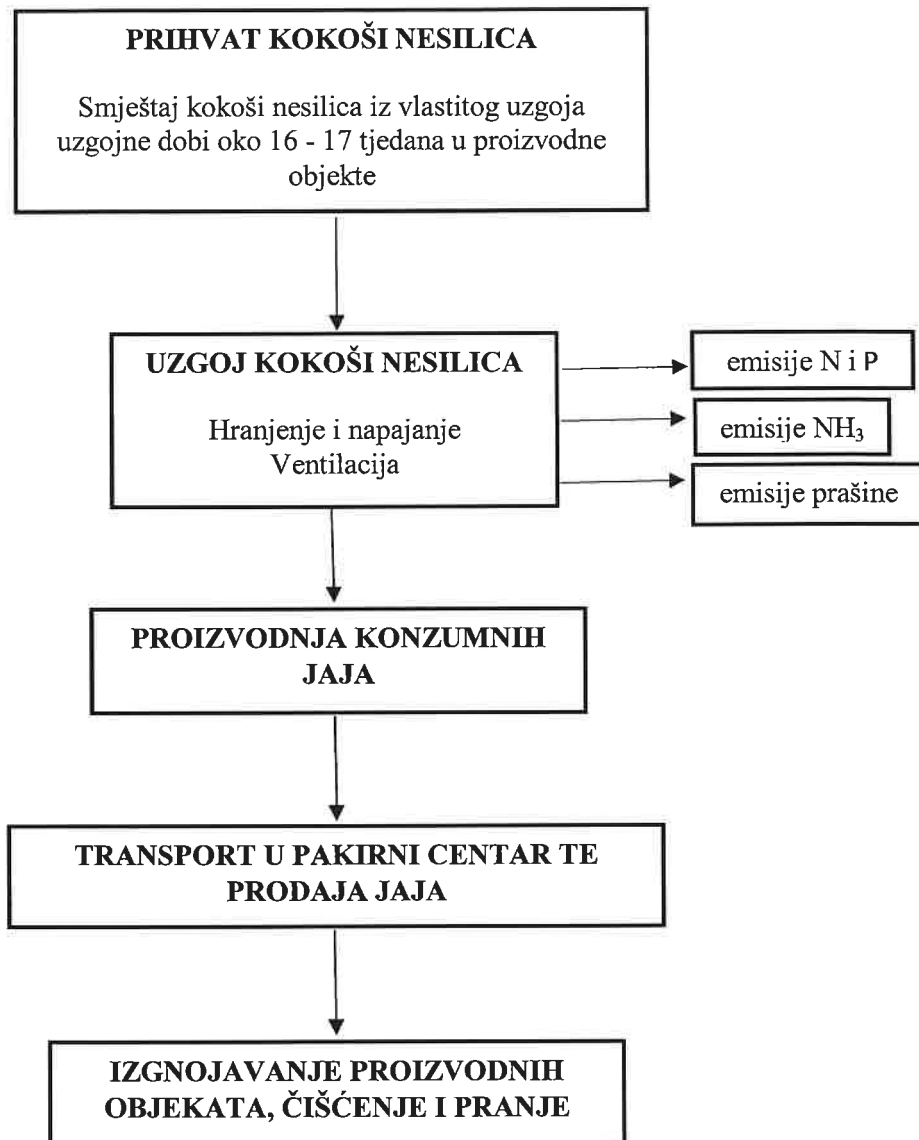 PRIHVAT KOKOŠI NESILICA
Smještaj kokoši nesilica iz vlastitog uzgoja
uzgojne dobi oko 16 - 17 tjedana u proizvodne
objekte
UZGOJ KOKOŠI NESILICA
Hranjenje i napajanje
Ventilacija
emisije N i P
emisije NH₃
emisije prašine
PROIZVODNJA KONZUMNIH
JAJA
TRANSPORT U PAKIRNI CENTAR TE
PRODAJA JAJA
IZGNOJAVANJE PROIZVODNIH
OBJEKATA, ČIŠĆENJE I PRANJE